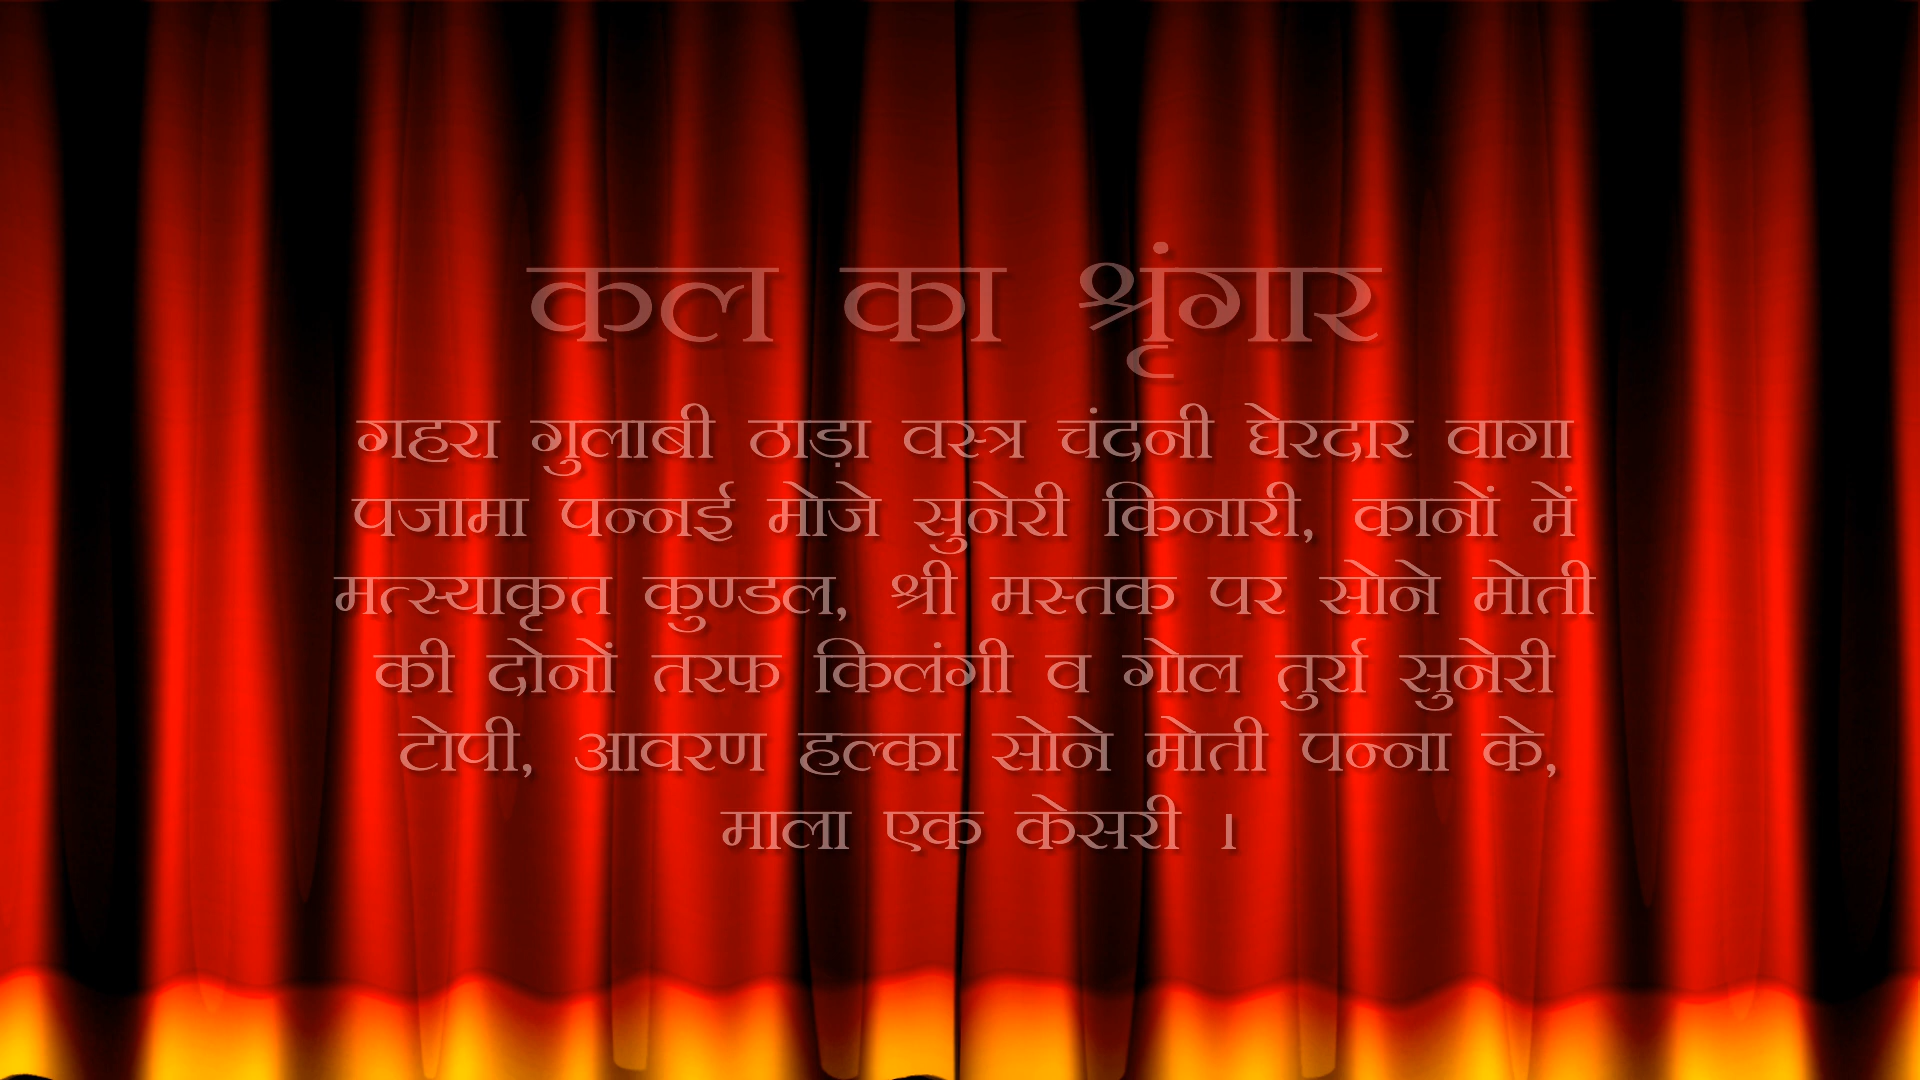 कल का श्रृंगार
गहरा गुलाबी ठाड़ा वस्त्र चंदनी घेरदार वागा
पजामा पन्नई मोजे सुनेरी किनारी, कानों में
मत्स्याकृत कुण्डल, श्री मस्तक पर सोने मोती
की दोनों तरफ किलंगी व गोल तुर्रा सुनेरी
टोपी, आवरण हल्का सोने मोती पन्ना के,
माला एक केसरी ।